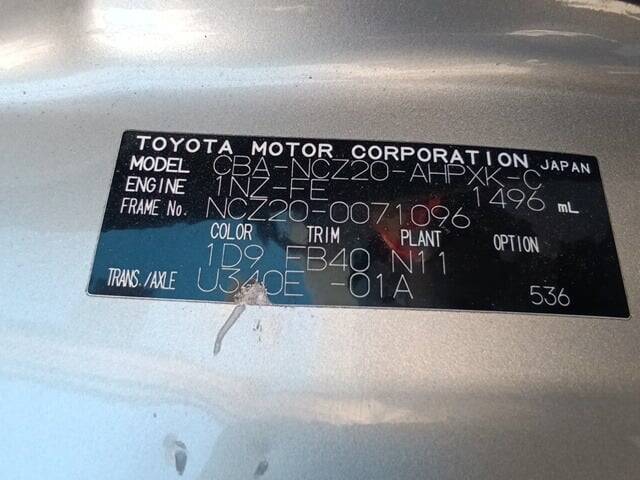 TOYOTA MOTOR CORPORATION JAPAN
MODEL CBA-NCZ20-AHPXK-C
ENGINE 1NZ-FE 1496 mL
FRAME No. NCZ20-0071096
COLOR TRIM PLANT OPTION
1D9 FB40 N11
TRANS./AXLE U340E -01A 536